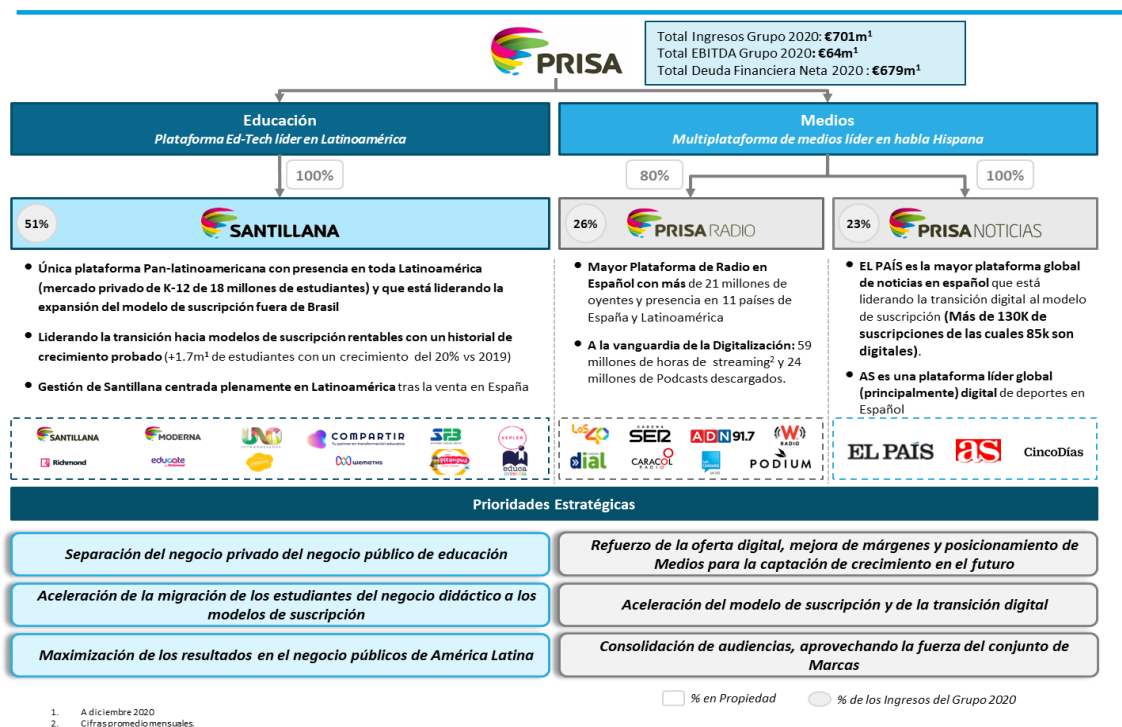 PRISA
Total Ingresos Grupo 2020: €701m¹
Total EBITDA Grupo 2020: €64m¹
Total Deuda Financiera Neta 2020 : €679m¹
Educación
Plataforma Ed-Tech líder en Latinoamérica
Medios
Multiplataforma de medios líder en habla Hispana
100%
80%
100%
51%
SANTILLANA
26%
PRISA RADIO
23%
PRISA NOTICIAS
• Única plataforma Pan-latinoamericana con presencia en toda Latinoamérica
(mercado privado de K-12 de 18 millones de estudiantes) y que está liderando la
expansión del modelo de suscripción fuera de Brasil
• Liderando la transición hacia modelos de suscripción rentables con un historial de
crecimiento probado (+1.7m¹ de estudiantes con un crecimiento del 20% vs 2019)
• Gestión de Santillana centrada plenamente en Latinoamérica tras la venta en España
• Mayor Plataforma de Radio en
Español con más de 21 millones de
oyentes y presencia en 11 países de
España y Latinoamérica
• A la vanguardia de la Digitalización: 59
millones de horas de streaming² y 24
millones de Podcasts descargados.
• EL PAÍS es la mayor plataforma global
de noticias en español que está
liderando la transición digital al modelo
de suscripción (Más de 130K de
suscripciones de las cuales 85k son
digitales).
• AS es una plataforma líder global
(principalmente) digital de deportes en
Español
SANTILLANA
MODERNA
UNO
COMPARTIR
SFB
KEPLER
Richmond
educate
wemaths
educa
LOS40
CADENA
SER
ADN 91.7
W
RADIO
dial
CARACOL
RADIO
PODIUM
EL PAÍS
as
CincoDías
Prioridades Estratégicas
Separación del negocio privado del negocio público de educación
Aceleración de la migración de los estudiantes del negocio didáctico a los
modelos de suscripción
Maximización de los resultados en el negocio públicos de América Latina
Refuerzo de la oferta digital, mejora de márgenes y posicionamiento de
Medios para la captación de crecimiento en el futuro
Aceleración del modelo de suscripción y de la transición digital
Consolidación de audiencias, aprovechando la fuerza del conjunto de
Marcas
% en Propiedad
% de los Ingresos del Grupo 2020
1. A diciembre 2020
2. Cifras promedio mensuales.